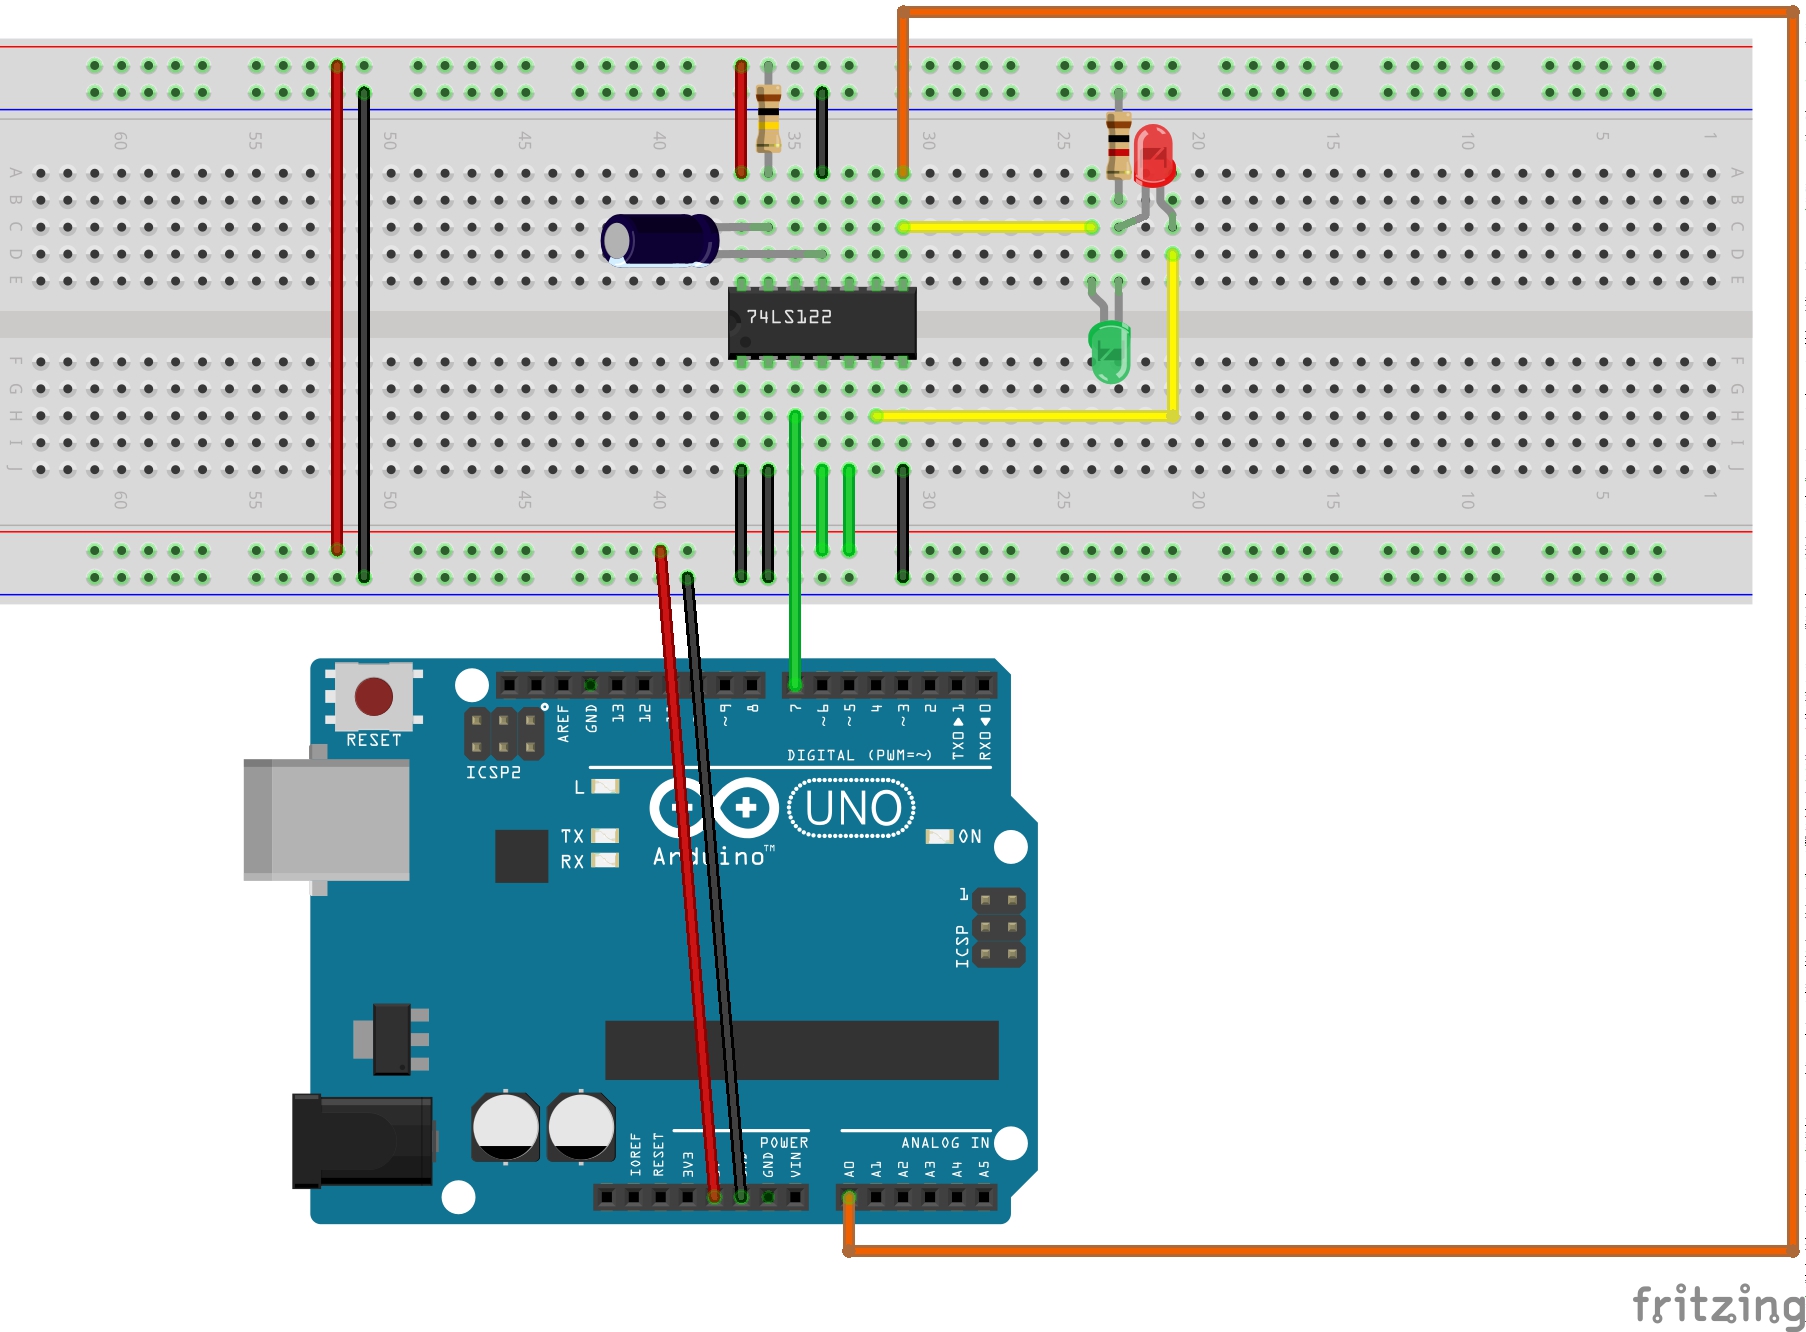 60 55 50 45 40 35 30 25 20 15 10 5 1
A A
B B
C C
D D
E E
74LS122
F F
G G
H H
I I
J J
60 55 50 45 40 30 25 20 15 10 5 1
RESET
ICSP2
AREF GND 13 12 ~9 8 7 ~6 ~5 4 ~3 2 TX0▶1 RX0◀0
DIGITAL (PWM=~)
L
TX
RX
UNO
Arduino™
ON
1
ICSP
POWER
ANALOG IN
IOREF RESET 3V3 GND VIN A0 A1 A2 A3 A4 A5
fritzing